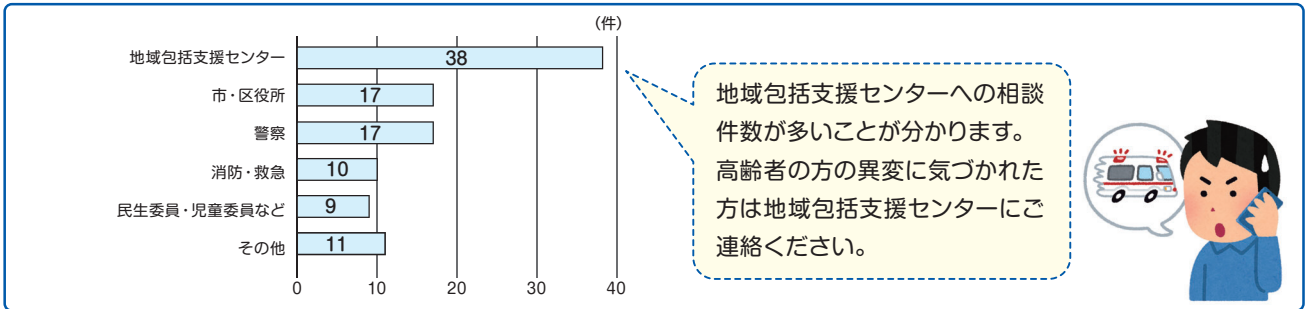 (件)
地域包括支援センター
38
市・区役所
17
警察
17
消防・救急
10
民生委員・児童委員など
9
その他
11
0 10 20 30 40
地域包括支援センターへの相談
件数が多いことが分かります。
高齢者の方の異変に気づかれた
方は地域包括支援センターにご
連絡ください。